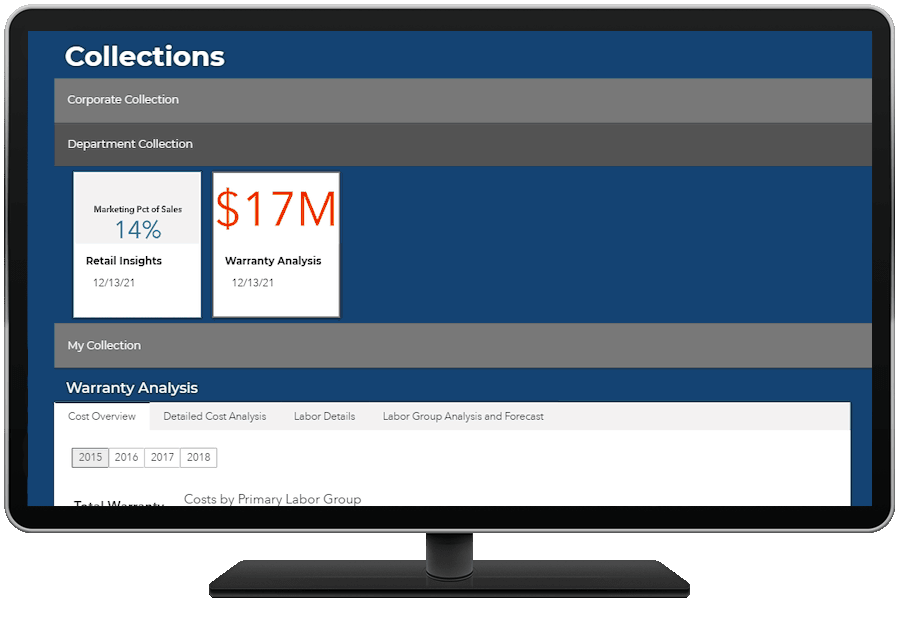 Collections
Corporate Collection
Department Collection
Marketing Pct of Sales
14%
Retail Insights
12/13/21
$17M
Warranty Analysis
12/13/21
My Collection
Warranty Analysis
Cost Overview Detailed Cost Analysis Labor Details Labor Group Analysis and Forecast
2015 2016 2017 2018
Total Warranty
Costs by Primary Labor Group